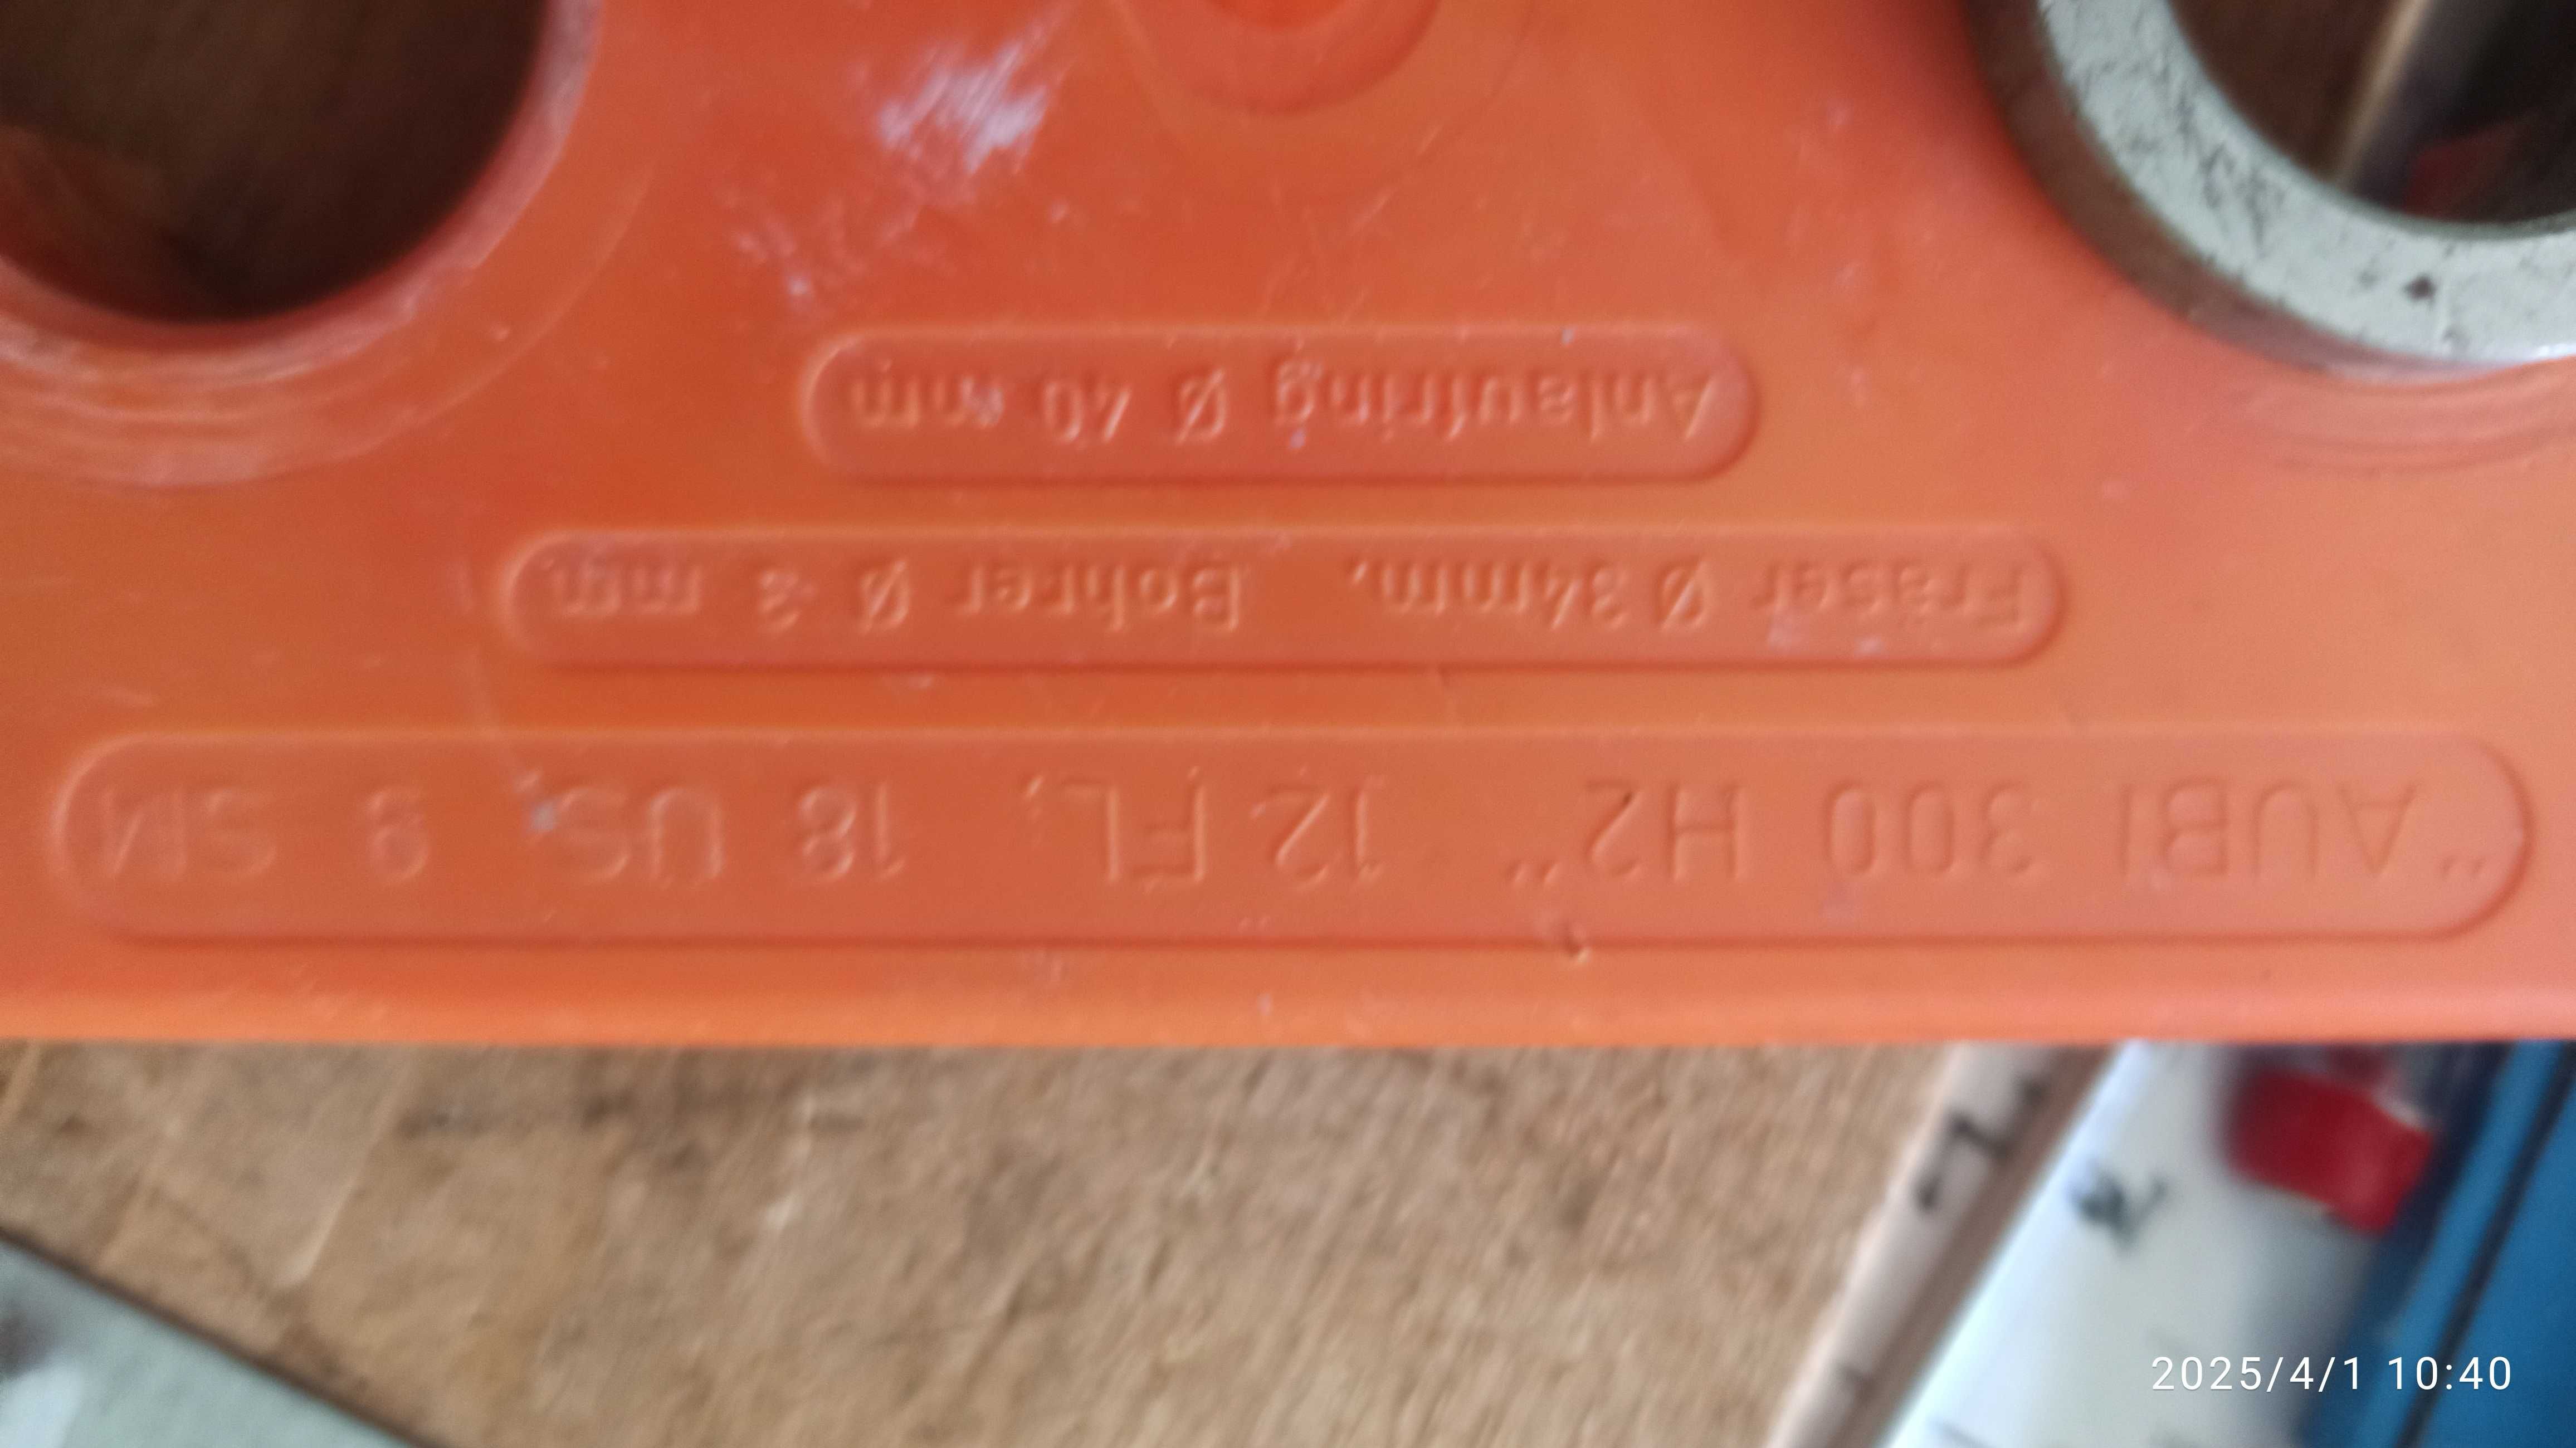 "AUBI 300 H2" 12 FL, 18 US, 9 SM
Fräser Ø 34mm, Bohrer Ø 3 mm
Anlaufring Ø 40 mm
2025/4/1 10:40